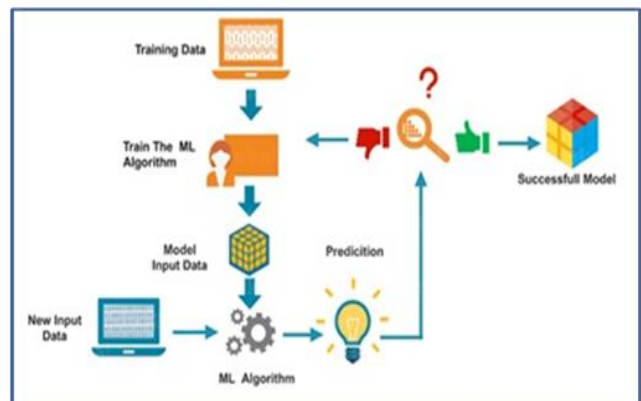 Training Data
?
Train The ML
Algorithm
Successfull Model
Model
Input Data
Predicition
New Input
Data
ML Algorithm